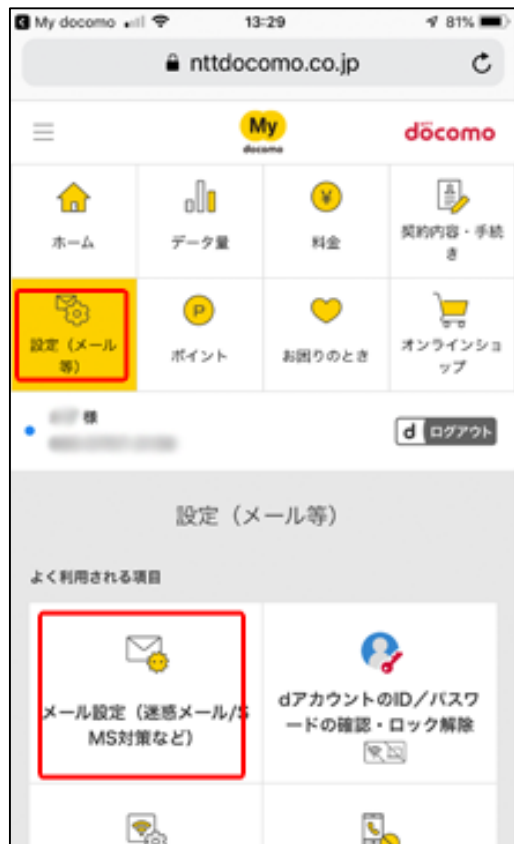 My docomo
13:29
81%
nttdocomo.co.jp
My
docomo
döcomo
ホーム
データ量
料金
契約内容・手続
き
設定（メール
等）
P
ポイント
お困りのとき
オンラインショ
ップ
様
d ログアウト
設定（メール等）
よく利用される項目
メール設定（迷惑メール/S
MS対策など）
dアカウントのID／パスワ
ードの確認・ロック解除